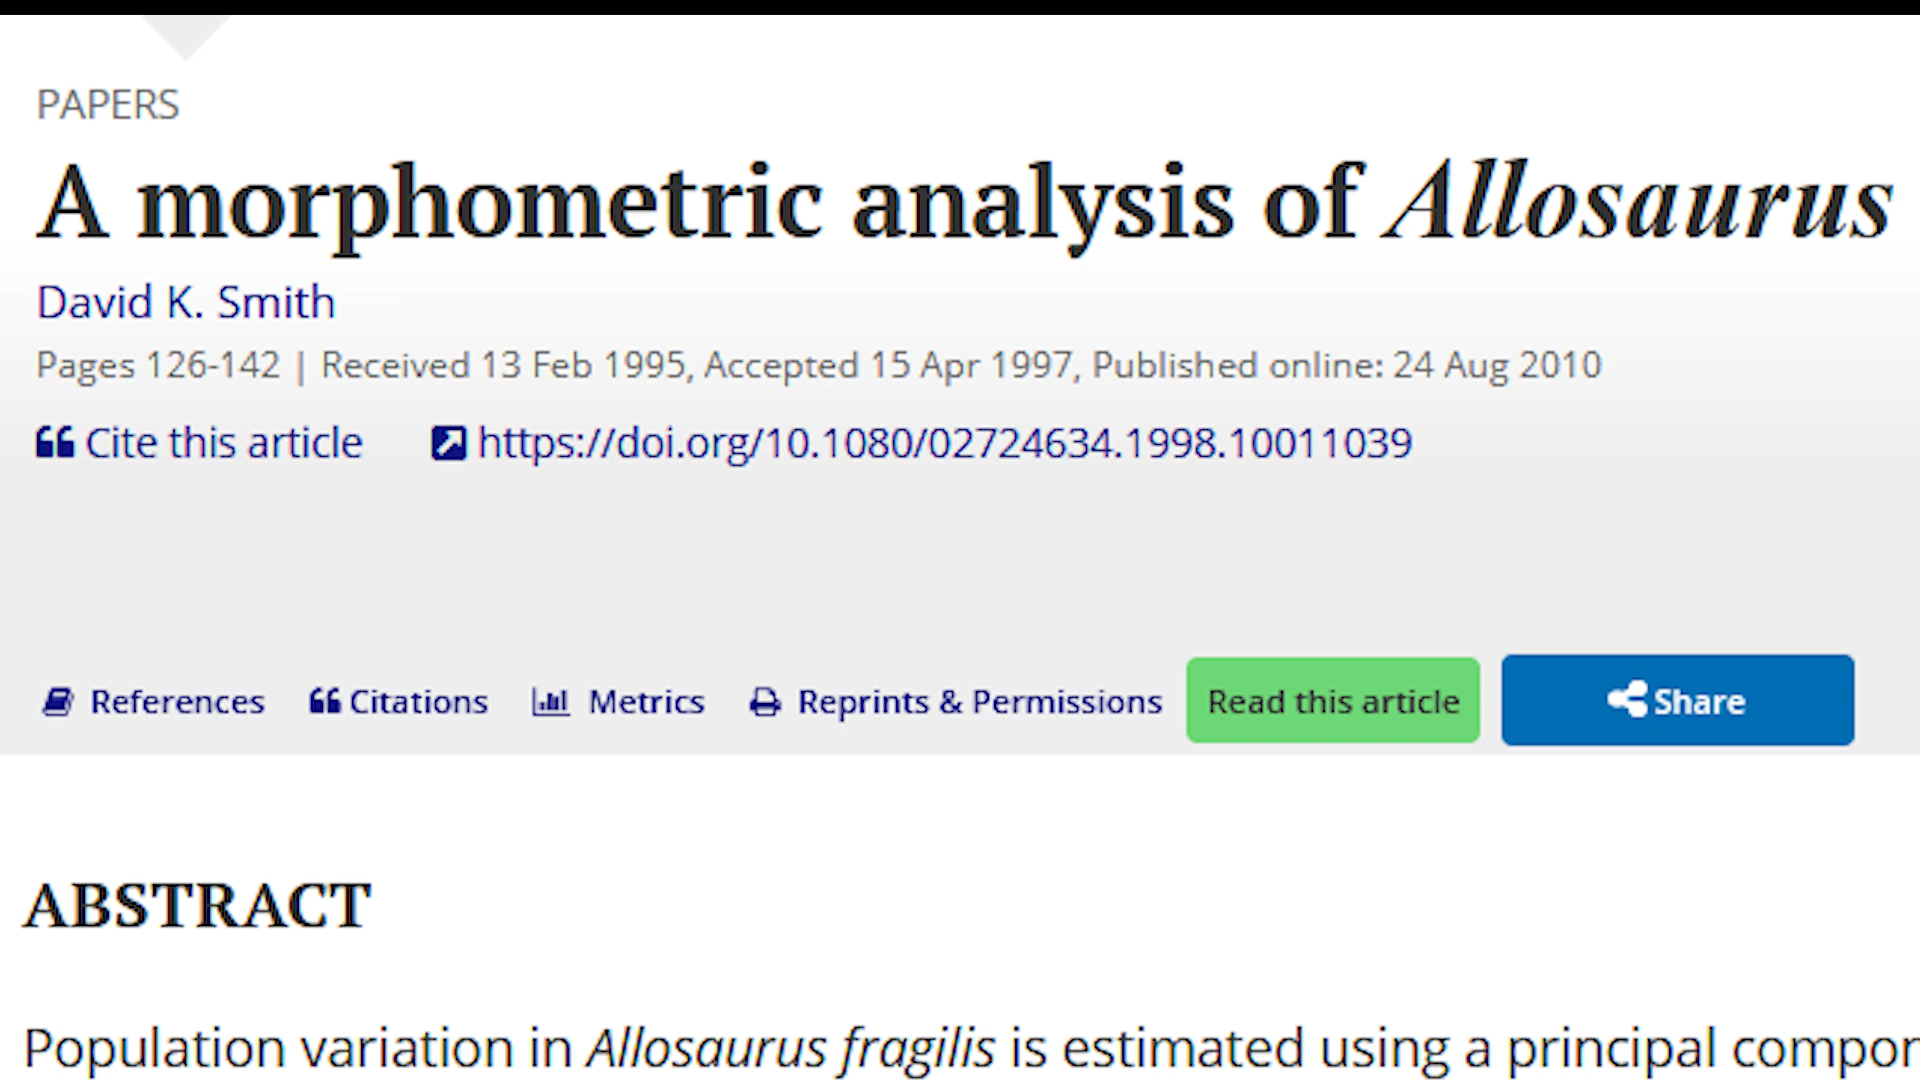 PAPERS
A morphometric analysis of Allosaurus
David K. Smith
Pages 126-142 | Received 13 Feb 1995, Accepted 15 Apr 1997, Published online: 24 Aug 2010
Cite this article https://doi.org/10.1080/02724634.1998.10011039
References Citations Metrics Reprints & Permissions Read this article Share
ABSTRACT
Population variation in Allosaurus fragilis is estimated using a principal